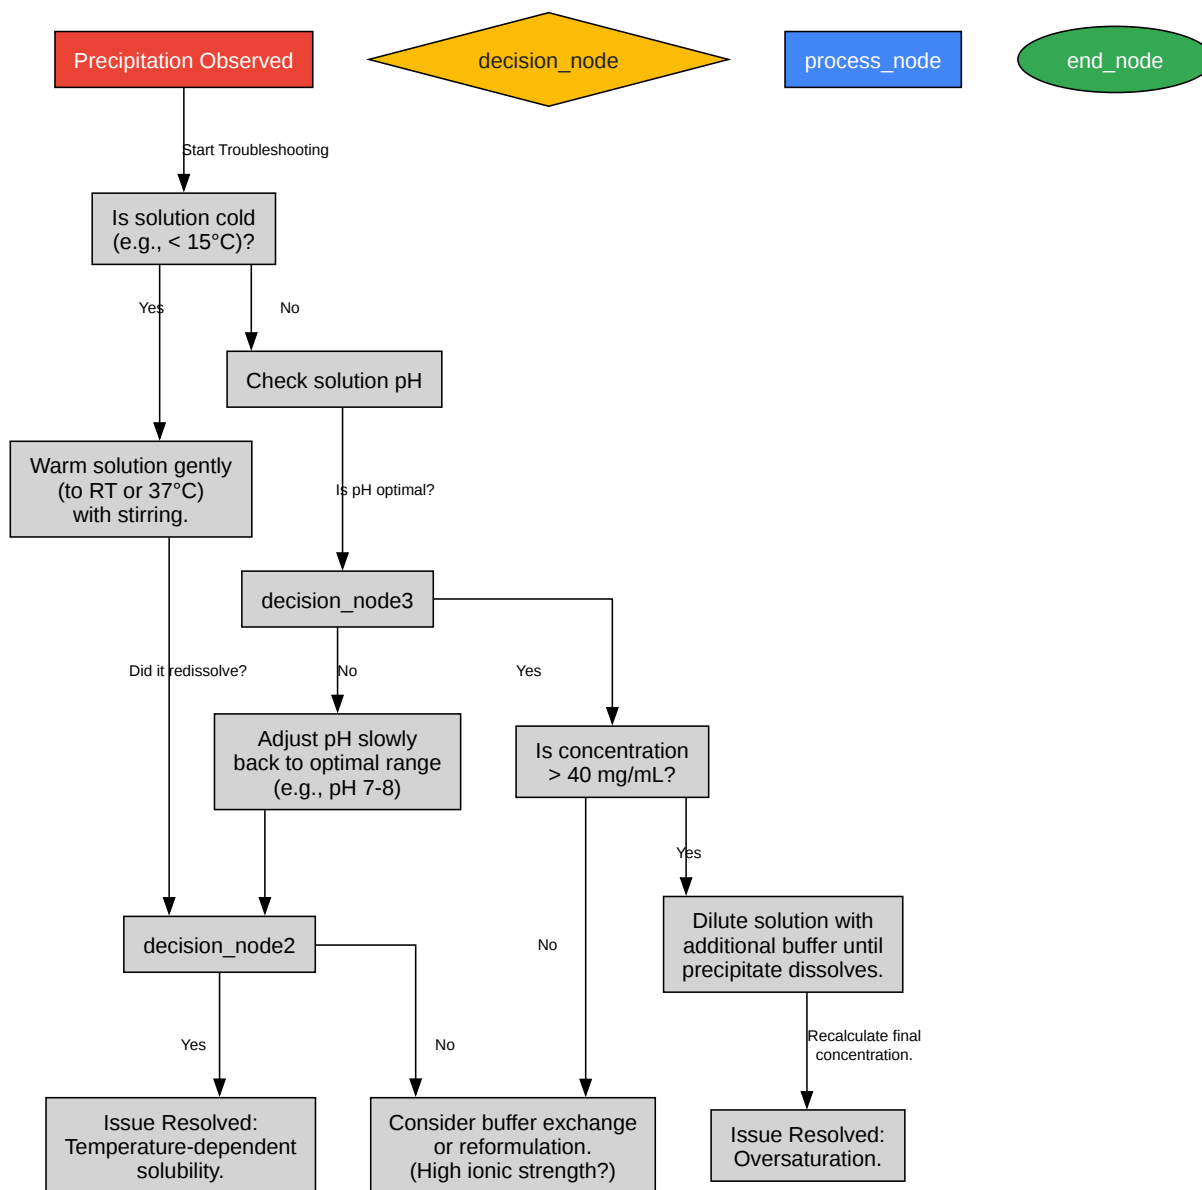 Precipitation Observed
decision_node
process_node
end_node
Start Troubleshooting
Is solution cold
(e.g., < 15°C)?
Yes
No
Check solution pH
Warm solution gently
(to RT or 37°C)
with stirring.
Is pH optimal?
decision_node3
Did it redissolve?
No
Yes
Adjust pH slowly
back to optimal range
(e.g., pH 7-8)
Is concentration
> 40 mg/mL?
Yes
Dilute solution with
additional buffer until
precipitate dissolves.
decision_node2
No
Yes
No
Recalculate final
concentration.
Issue Resolved:
Temperature-dependent
solubility.
Consider buffer exchange
or reformulation.
(High ionic strength?)
Issue Resolved:
Oversaturation.